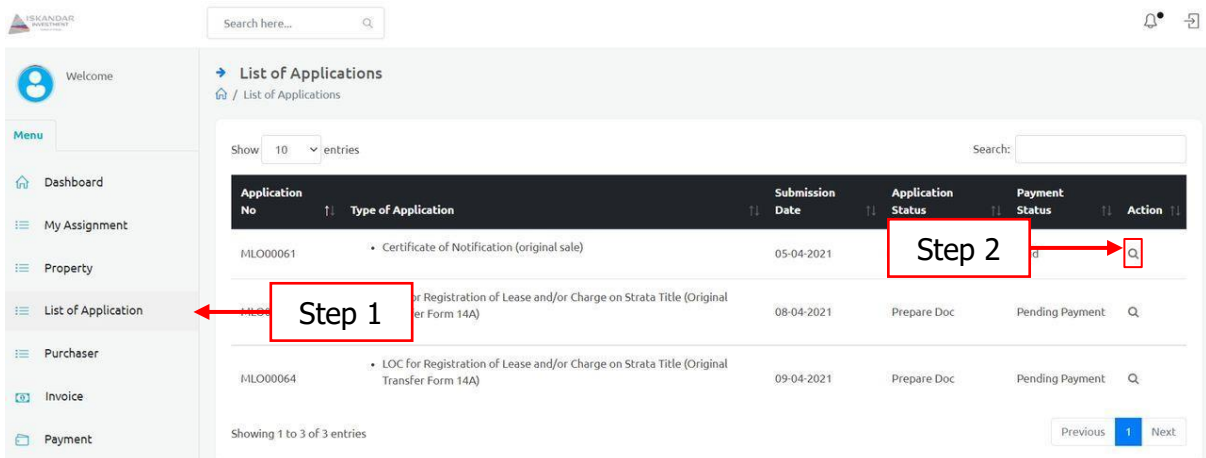 ISKANDAR
INVESTMENT
Search here...
Welcome
Menu
Dashboard
My Assignment
Property
List of Application
Purchaser
Invoice
Payment
List of Applications
/ List of Applications
Show 10 entries
Search:
Application No
Type of Application
Submission Date
Application Status
Payment Status
Action
MLO00061
• Certificate of Notification (original sale)
05-04-2021
Step 2
Step 1
or Registration of Lease and/or Charge on Strata Title (Original
er Form 14A)
08-04-2021
Prepare Doc
Pending Payment
MLO00064
• LOC for Registration of Lease and/or Charge on Strata Title (Original
Transfer Form 14A)
09-04-2021
Prepare Doc
Pending Payment
Showing 1 to 3 of 3 entries
Previous 1 Next